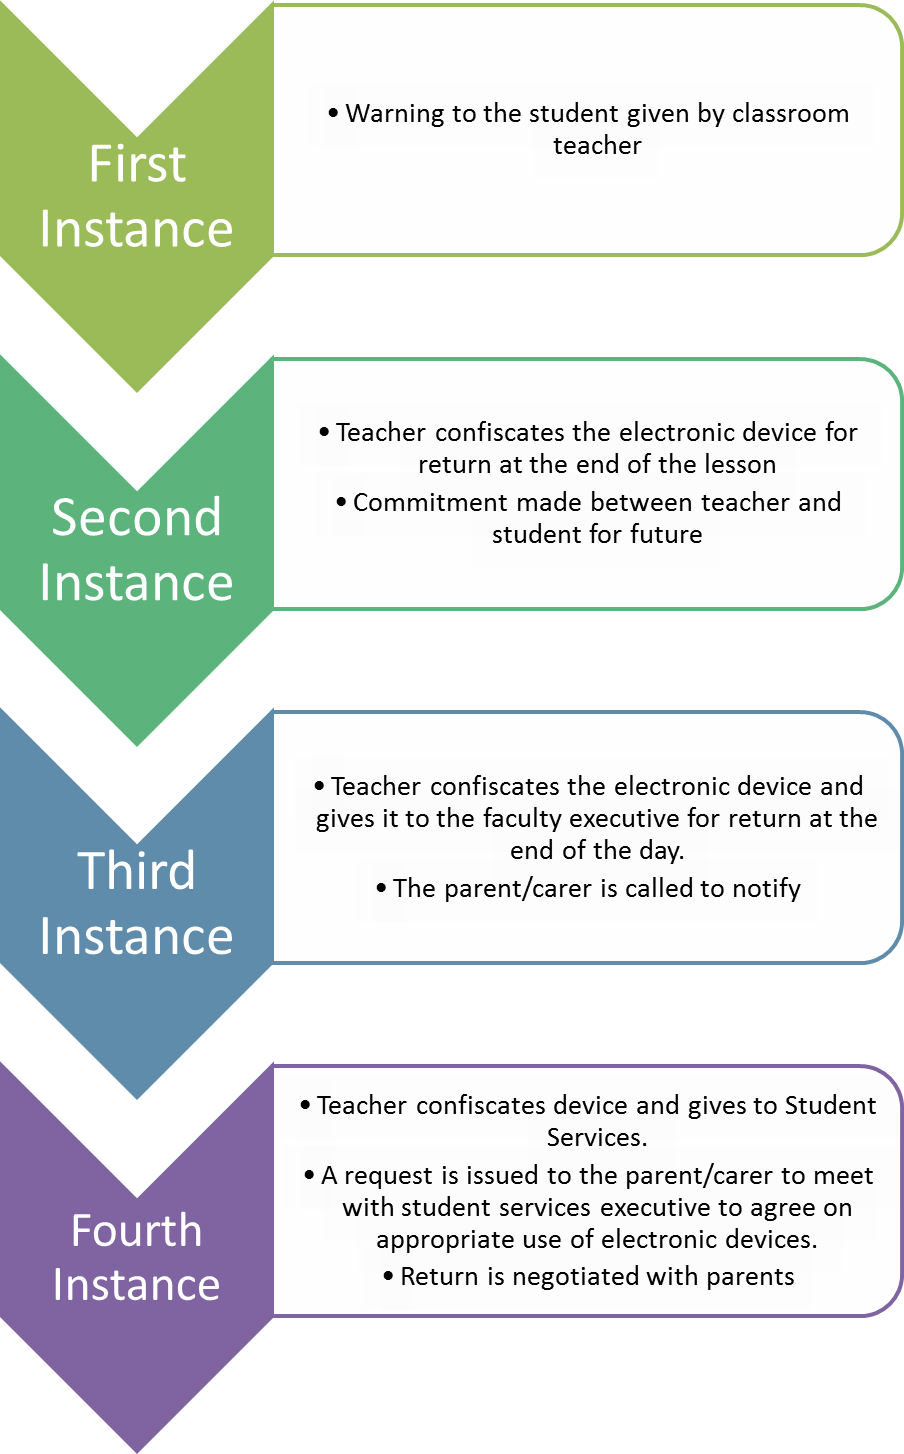 First
Instance
• Warning to the student given by classroom
teacher
Second
Instance
• Teacher confiscates the electronic device for
return at the end of the lesson
• Commitment made between teacher and
student for future
Third
Instance
• Teacher confiscates the electronic device and
gives it to the faculty executive for return at the
end of the day.
• The parent/carer is called to notify
Fourth
Instance
• Teacher confiscates device and gives to Student
Services.
• A request is issued to the parent/carer to meet
with student services executive to agree on
appropriate use of electronic devices.
• Return is negotiated with parents